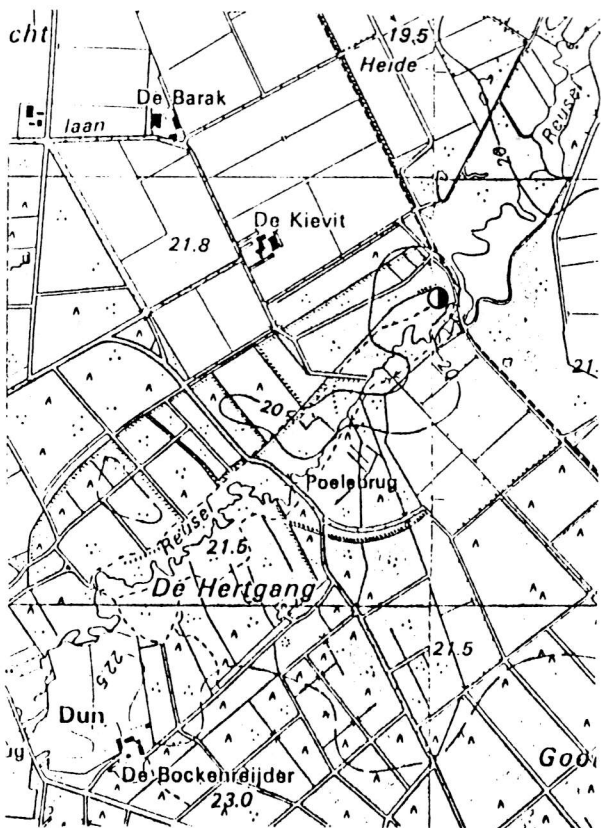 cht
19.5
Heide
De Barak
laan
Reusel
20
De Kievit
21.8
20
21.
20
Poelebrug
Reusel
21.5
De Hertgang
21.5
22.5
Dun
De Bockenreijder
23.0